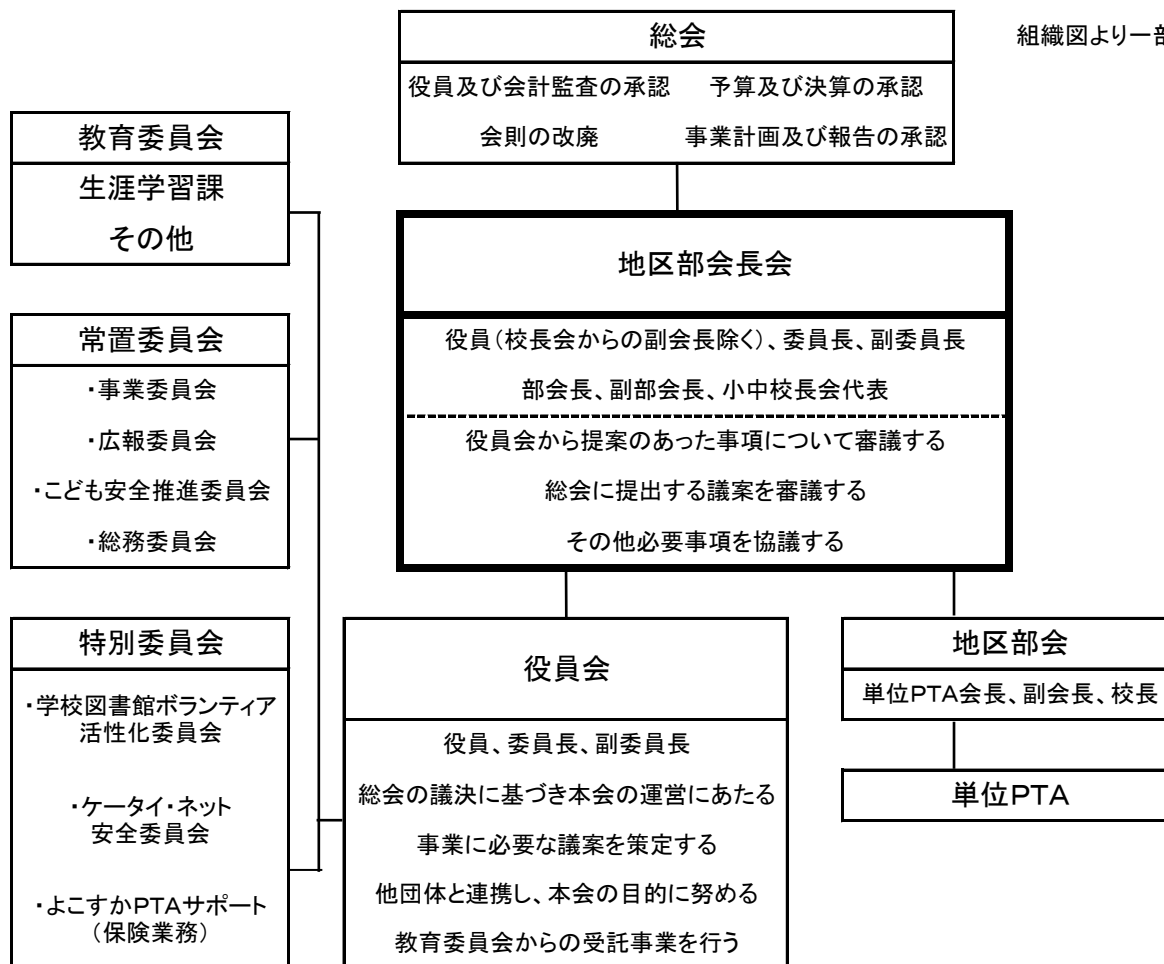 総会
組織図より一部
役員及び会計監査の承認 予算及び決算の承認
会則の改廃 事業計画及び報告の承認
教育委員会
生涯学習課
その他
地区部会長会
役員(校長会からの副会長除く)、委員長、副委員長
部会長、副部会長、小中校長会代表
役員会から提案のあった事項について審議する
総会に提出する議案を審議する
その他必要事項を協議する
常置委員会
・事業委員会
・広報委員会
・こども安全推進委員会
・総務委員会
特別委員会
・学校図書館ボランティア
活性化委員会
・ケータイ・ネット
安全委員会
・よこすかPTAサポート
(保険業務)
役員会
役員、委員長、副委員長
総会の議決に基づき本会の運営にあたる
事業に必要な議案を策定する
他団体と連携し、本会の目的に努める
教育委員会からの受託事業を行う
地区部会
単位PTA会長、副会長、校長
単位PTA